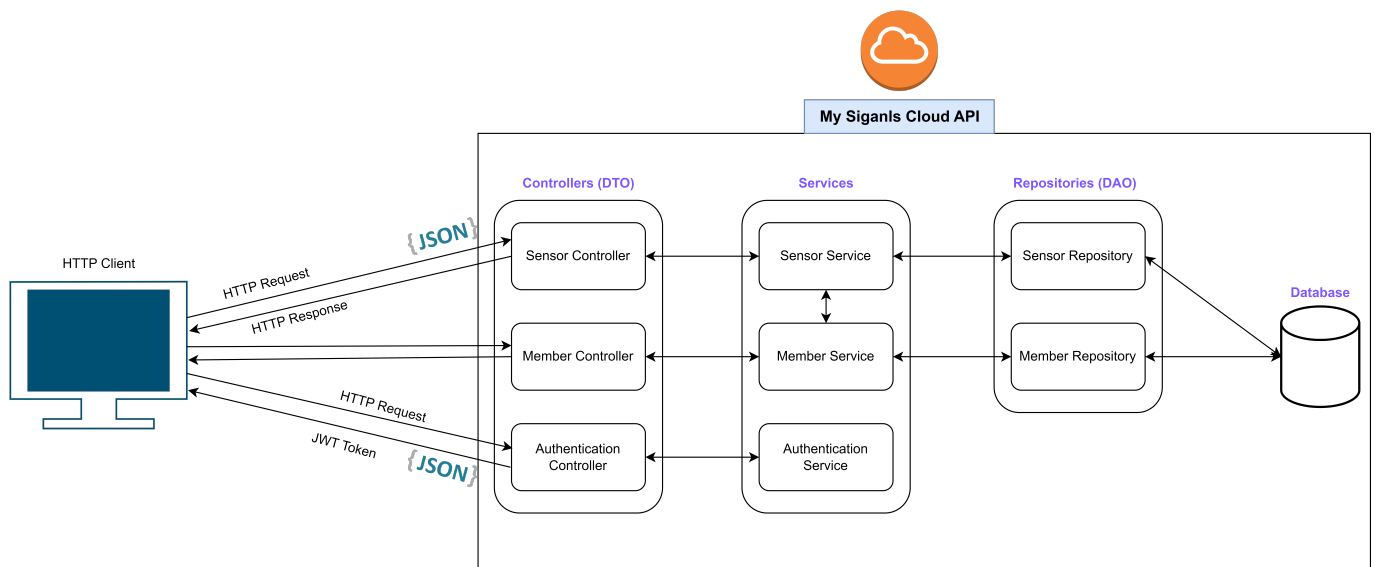 My Siganls Cloud API
Controllers (DTO)
Services
Repositories (DAO)
{JSON}
HTTP Client
HTTP Request
HTTP Response
Sensor Controller
Sensor Service
Sensor Repository
Database
Member Controller
Member Service
Member Repository
HTTP Request
JWT Token
{JSON}
Authentication
Controller
Authentication
Service